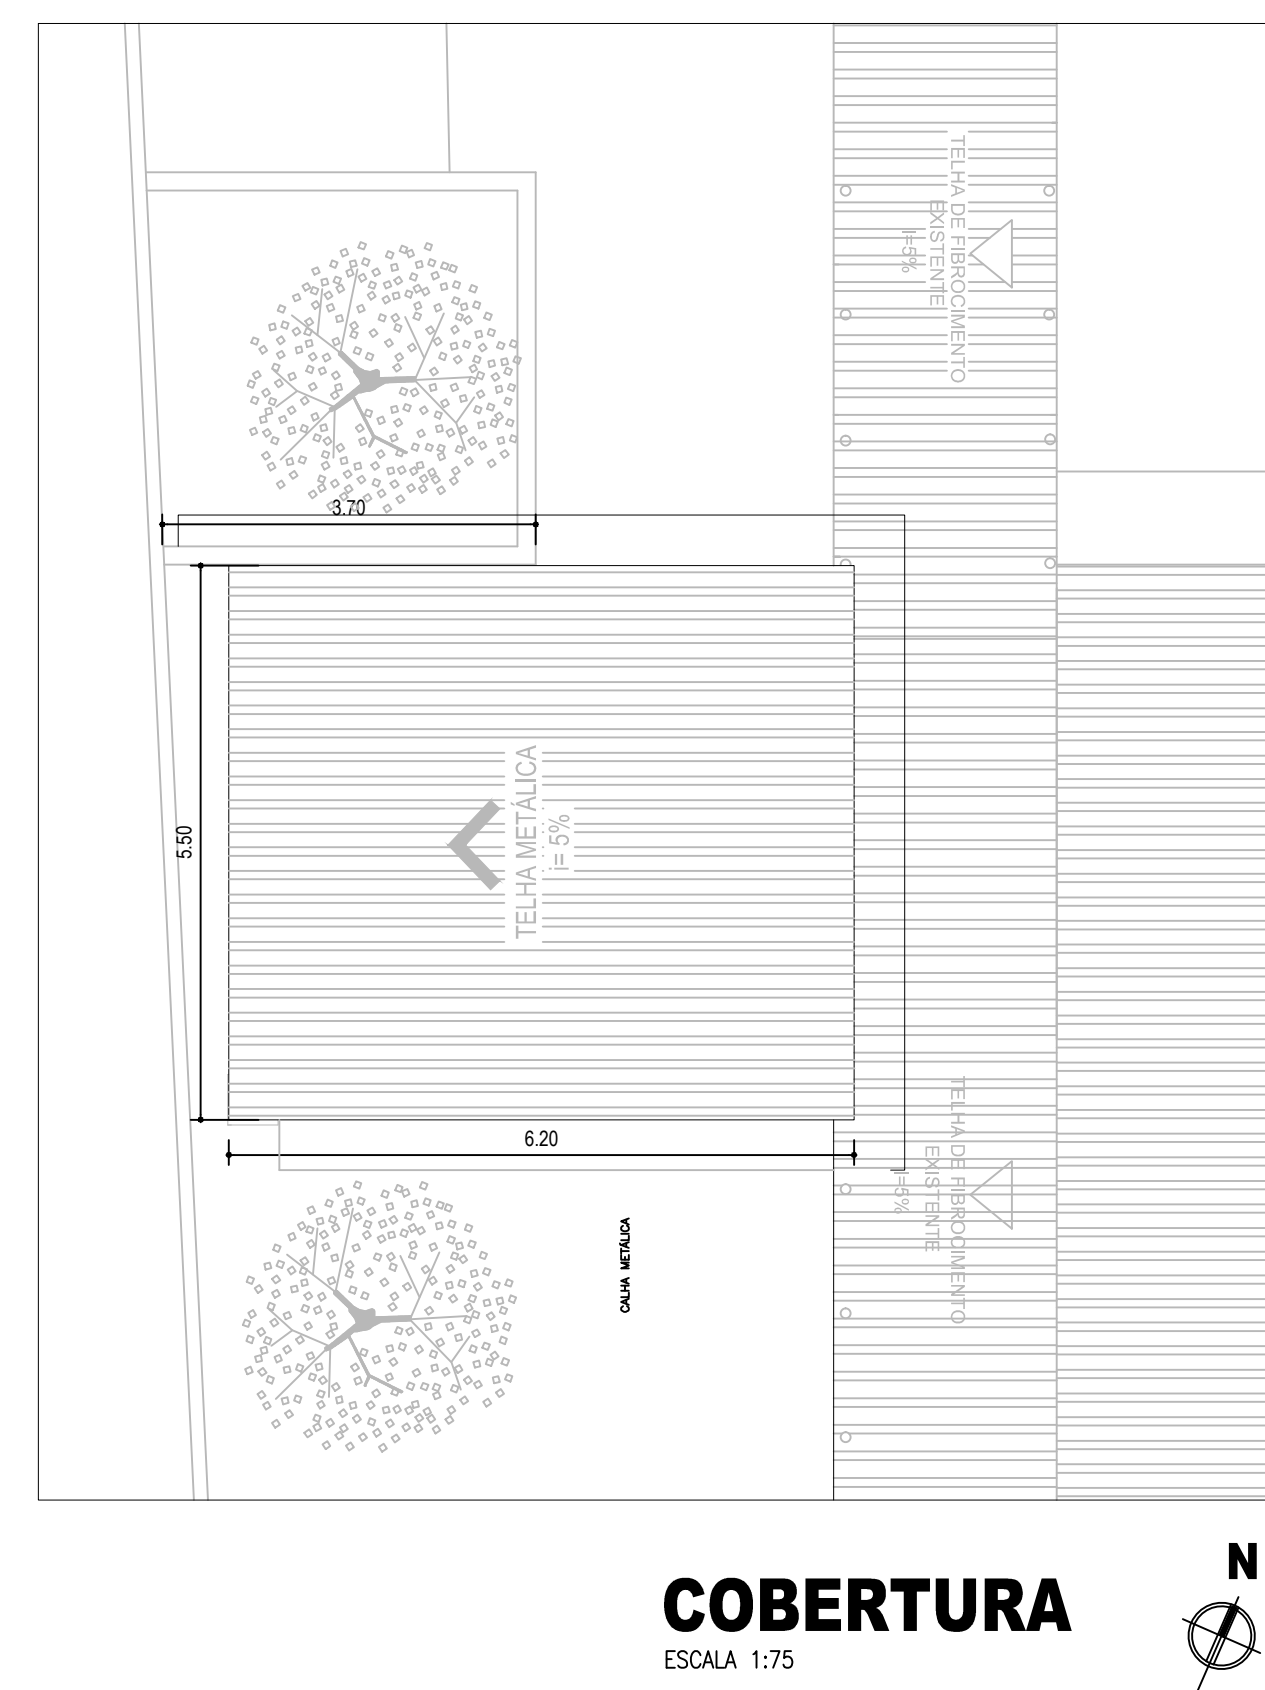 TELHA DE FIBROCIMENTO
EXISTENTE
I=5%
3.70
TELHA METÁLICA
i= 5%
5.50
6.20
TELHA DE FIBROCIMENTO
EXISTENTE
I=5%
CALHA METÁLICA
N
COBERTURA
ESCALA 1:75